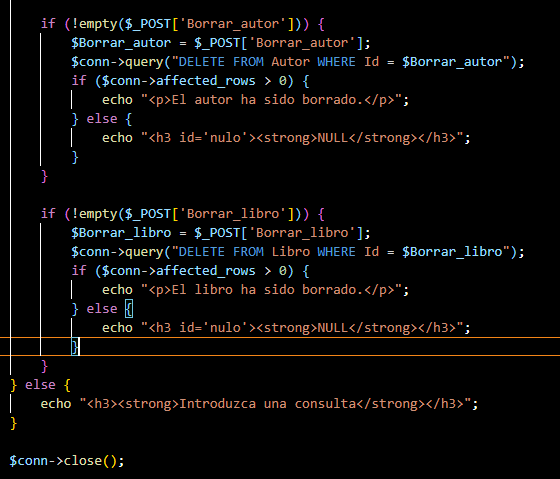 if (!empty($_POST['Borrar_autor'])) {
$Borrar_autor = $_POST['Borrar_autor'];
$conn->query("DELETE FROM Autor WHERE Id = $Borrar_autor");
if ($conn->affected_rows > 0) {
echo "<p>El autor ha sido borrado.</p>";
} else {
echo "<h3 id='nulo'><strong>NULL</strong></h3>";
}
}
if (!empty($_POST['Borrar_libro'])) {
$Borrar_libro = $_POST['Borrar_libro'];
$conn->query("DELETE FROM Libro WHERE Id = $Borrar_libro");
if ($conn->affected_rows > 0) {
echo "<p>El libro ha sido borrado.</p>";
} else {
echo "<h3 id='nulo'><strong>NULL</strong></h3>";
}
}
} else {
echo "<h3><strong>Introduzca una consulta</strong></h3>";
}
$conn->close();